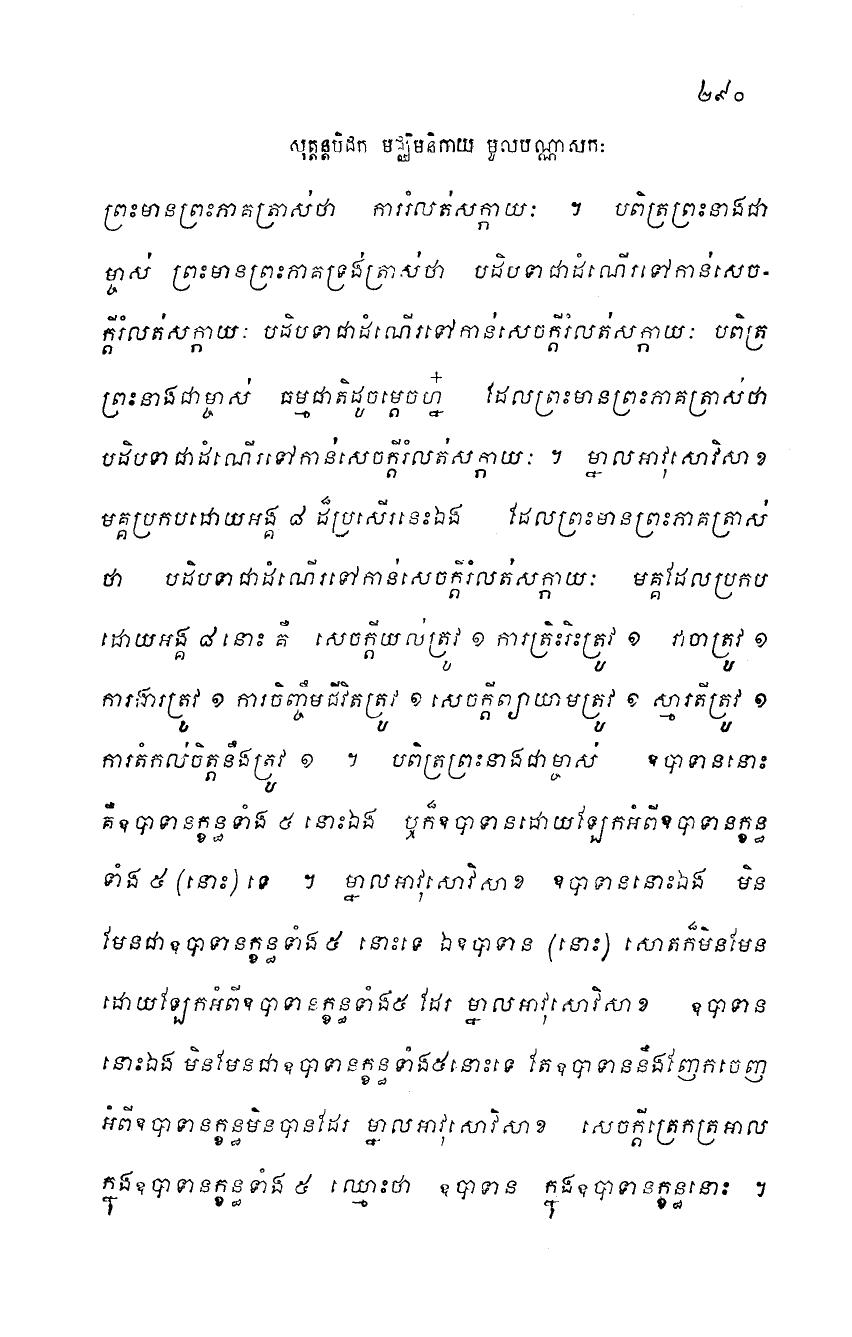 ២៩០
សុត្តន្តបិដក មជ្ឈិមនិកាយ មូលបណ្ណាសកៈ
ព្រះមានព្រះភាគត្រាស់ថា ការរំលត់សក្កាយៈ ។ បពិត្រព្រះនាងជា
ម្ចាស់ ព្រះមានព្រះភាគទ្រង់ត្រាស់ថា បដិបទាជាដំណើរទៅកាន់សេច-
ក្តីរំលត់សក្កាយៈ បដិបទាជាដំណើរទៅកាន់សេចក្តីរំលត់សក្កាយៈ បពិត្រ
ព្រះនាងជាម្ចាស់ ធម្មជាតិដូចម្តេចហ្ន៎ ដែលព្រះមានព្រះភាគត្រាស់ថា
បដិបទាជាដំណើរទៅកាន់សេចក្តីរំលត់សក្កាយៈ ។ ម្នាលអាវុសោវិសាខ
មគ្គប្រកបដោយអង្គ ៨ ដ៏ប្រសើរនេះឯង ដែលព្រះមានព្រះភាគត្រាស់
ថា បដិបទាជាដំណើរទៅកាន់សេចក្តីរំលត់សក្កាយៈ មគ្គដែលប្រកប
ដោយអង្គ ៨ នោះ គឺ សេចក្តីយល់ត្រូវ ១ ការត្រិះរិះត្រូវ ១ វាចាត្រូវ ១
ការងារត្រូវ ១ ការចិញ្ចឹមជីវិតត្រូវ ១ សេចក្តីព្យាយាមត្រូវ ១ ស្មារតីត្រូវ ១
ការតំកល់ចិត្តនឹងត្រូវ ១ ។ បពិត្រព្រះនាងជាម្ចាស់ ឧបាទាននោះ
គឺឧបាទានក្ខន្ធទាំង ៥ នោះឯង ឬក៏ឧបាទានដោយឡែកអំពីឧបាទានក្ខន្ធ
ទាំង ៥ (នោះ) ទេ ។ ម្នាលអាវុសោវិសាខ ឧបាទាននោះឯង មិន
មែនជាឧបាទានក្ខន្ធទាំង ៥ នោះទេ ឯឧបាទាន (នោះ) សោតក៏មិនមែន
ដោយឡែកអំពីឧបាទានក្ខន្ធទាំង៥ ដែរ ម្នាលអាវុសោវិសាខ ឧបាទាន
នោះឯង មិនមែនជាឧបាទានក្ខន្ធទាំង៥នោះទេ តែឧបាទាននឹងញែកចេញ
អំពីឧបាទានក្ខន្ធមិនបានដែរ ម្នាលអាវុសោវិសាខ សេចក្តីត្រេកត្រអាល
ក្នុងឧបាទានក្ខន្ធទាំង ៥ ឈ្មោះថា ឧបាទាន ក្នុងឧបាទានក្ខន្ធនោះ ។